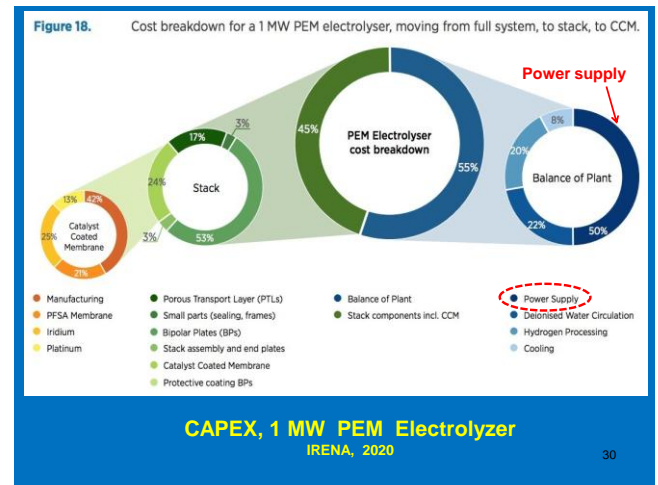 Figure 18. Cost breakdown for a 1 MW PEM electrolyser, moving from full system, to stack, to CCM.
Power supply
3%
17%
8%
45%
PEM Electrolyser
cost breakdown
20%
24%
Stack
55%
Balance of Plant
13%
42%
Catalyst
Coated
Membrane
25%
3%
53%
22%
50%
21%
Manufacturing
PFSA Membrane
Iridium
Platinum
Porous Transport Layer (PTLs)
Small parts (sealing, frames)
Bipolar Plates (BPs)
Stack assembly and end plates
Catalyst Coated Membrane
Protective coating BPs
Balance of Plant
Stack components incl. CCM
Power Supply
Deionised Water Circulation
Hydrogen Processing
Cooling
CAPEX, 1 MW PEM Electrolyzer
IRENA, 2020
30